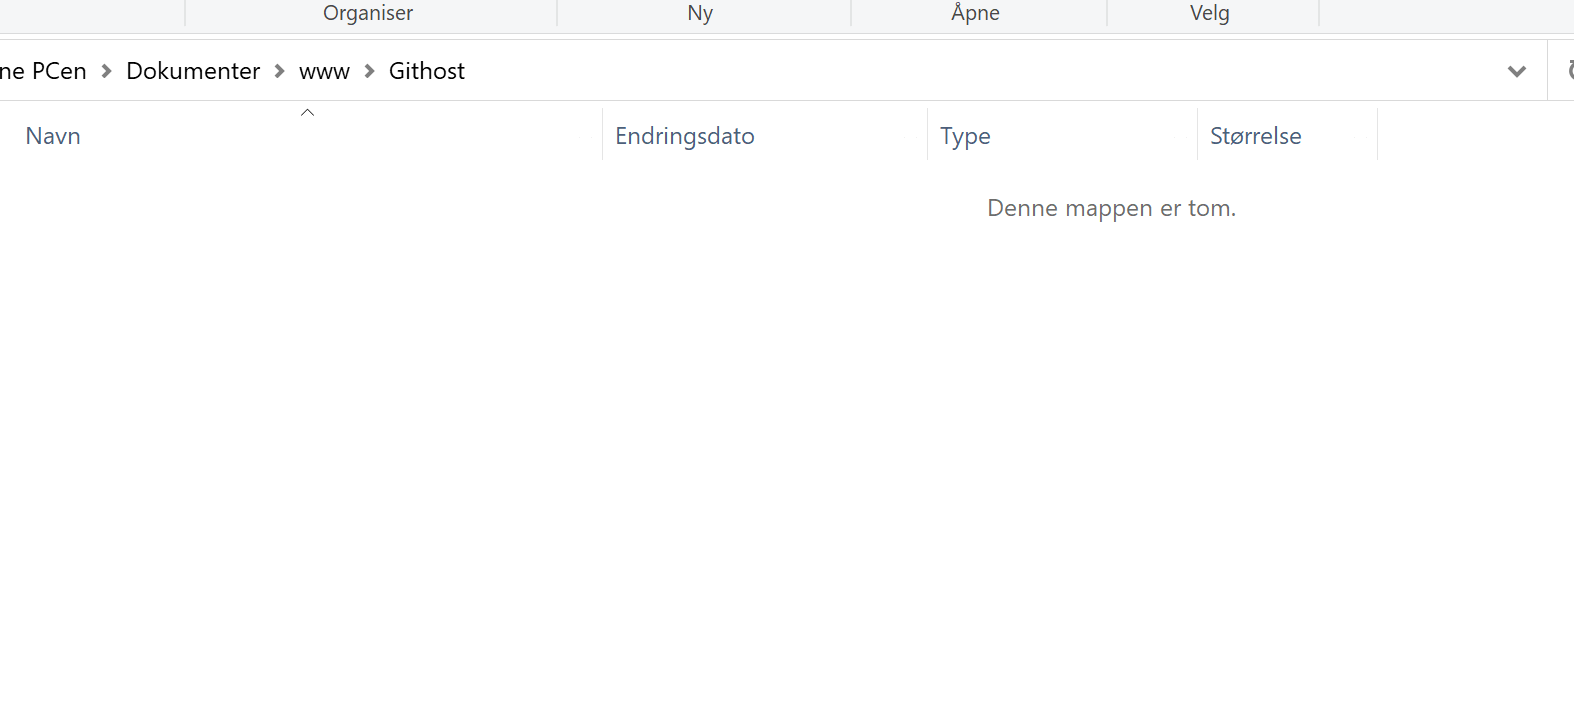 Organiser Ny Åpne Velg
ne PCen Dokumenter www Githost
Navn Endringsdato Type Størrelse
Denne mappen er tom.